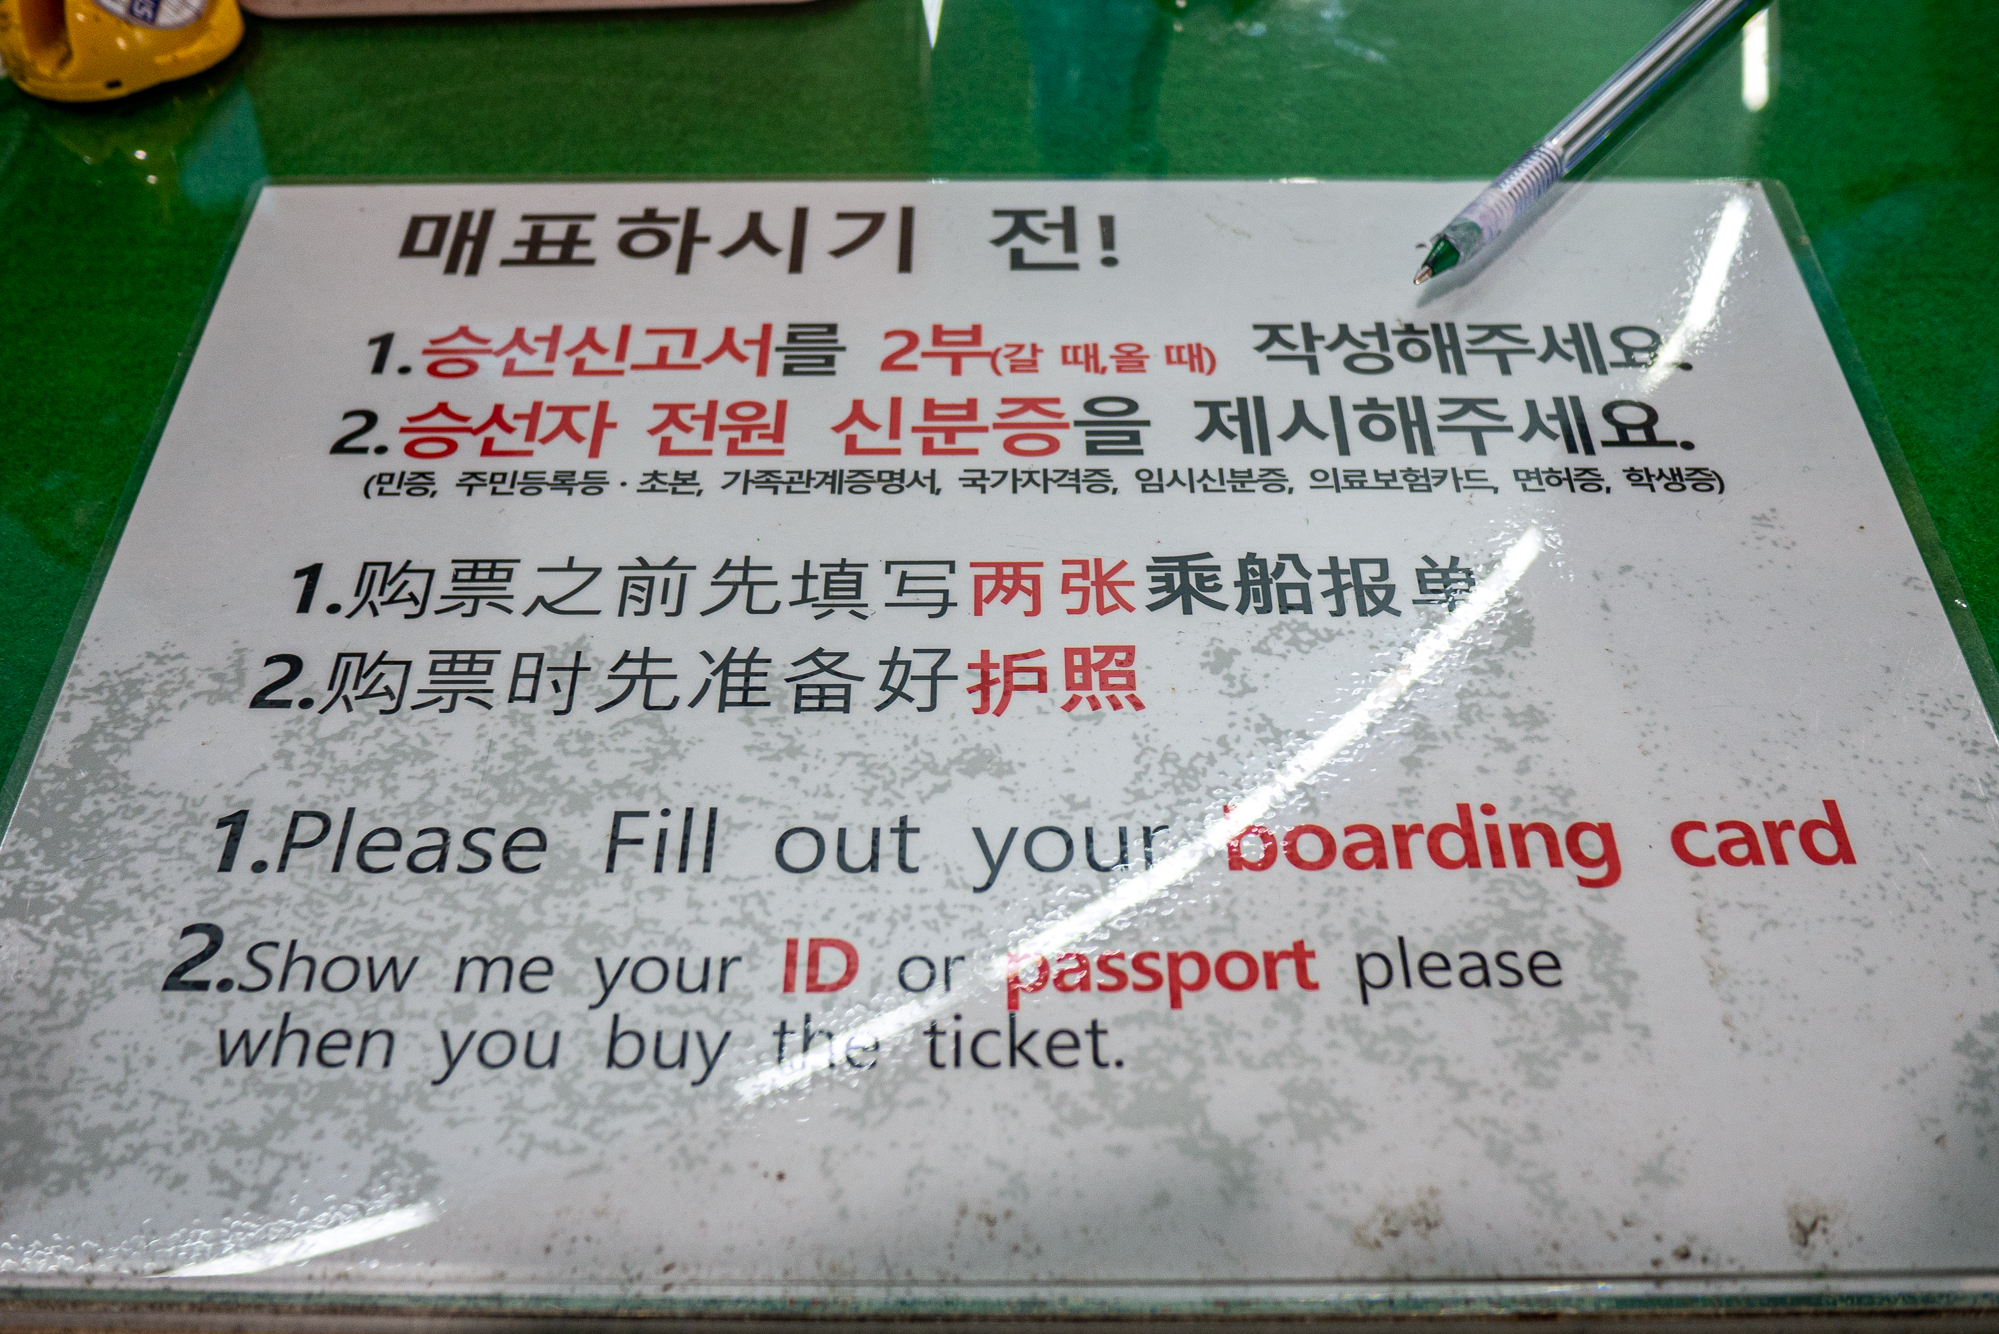 매표하시기 전!
1.승선신고서를 2부(갈 때,올 때) 작성해주세요.
2.승선자 전원 신분증을 제시해주세요.
(민증, 주민등록등·초본, 가족관계증명서, 국가자격증, 임시신분증, 의료보험카드, 면허증, 학생증)
1.购票之前先填写两张乘船报单
2.购票时先准备好护照
1.Please Fill out your boarding card
2.Show me your ID or passport please
when you buy the ticket.